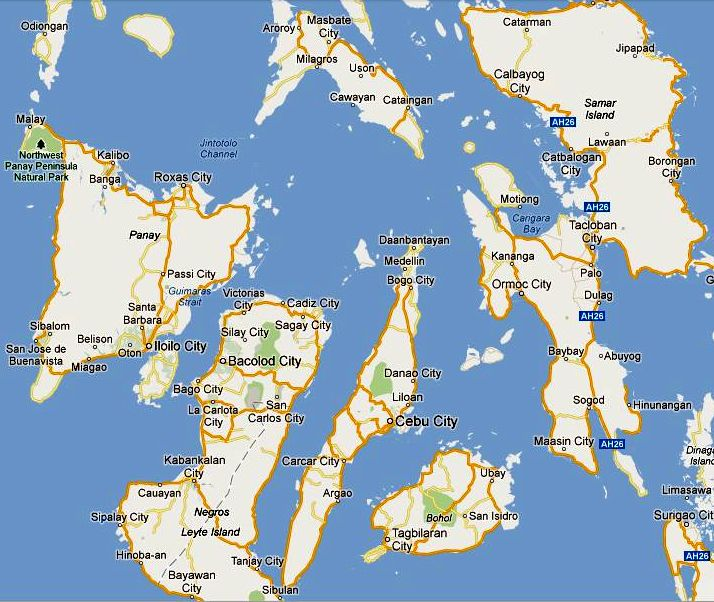 Odiongan
Aroroy
Masbate
City
Milagros
Uson
Cawayan
Cataingan
Catarman
Jipapad
Calbayog
City
Samar
Island
AH26
Lawaan
Catbalogan
City
Borongan
City
Malay
Northwest
Panay Peninsula
Natural Park
Kalibo
Banga
Jintotolo
Channel
Roxas City
Panay
Passi City
Guimaras
Strait
Santa
Barbara
Sibalom
Belison
Oton
Iloilo City
San Jose de
Buenavista
Miagao
Motiong
Carigara
Bay
AH26
Tacloban
City
Daanbantayan
Medellin
Bogo City
Kananga
Palo
Ormoc City
Dulag
AH26
Victorias
City
Cadiz City
Silay City
Sagay City
Bacolod City
Bago City
La Carlota
City
San
Carlos City
Danao City
Liloan
Cebu City
Baybay
Abuyog
Sogod
Hinunangan
Maasin City
AH26
Kabankalan
City
Carcar City
Cauayan
Argao
Ubay
Sipalay City
Negros
Leyte Island
Bohol
San Isidro
Tagbilaran
City
Hinoba-an
Tanjay City
Bayawan
City
Sibulan
Dinaga
Island
Limasawa
Surigao City
AH26
G